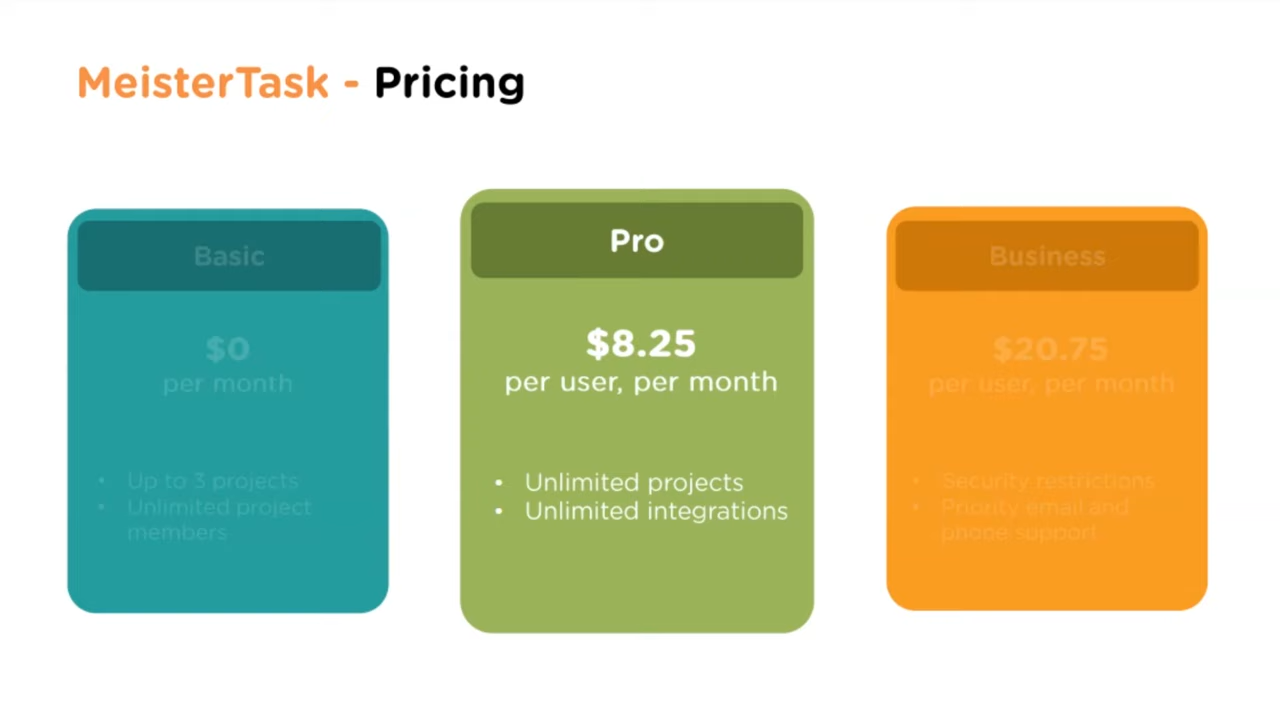 MeisterTask - Pricing
Basic
$0
per month
• Up to 3 projects
• Unlimited project
members
Pro
$8.25
per user, per month
• Unlimited projects
• Unlimited integrations
Business
$20.75
per user, per month
• Security restrictions
• Priority email and
phone support